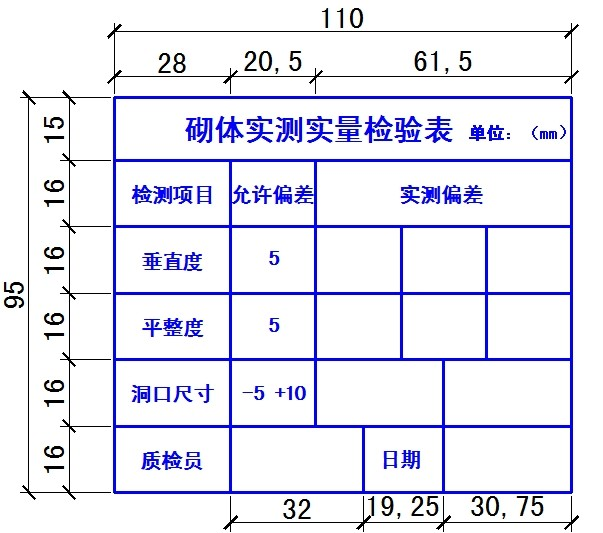 110
28 20,5 61,5
15 砌体实测实量检验表 单位：（mm）
16 检测项目 允许偏差 实测偏差
16 垂直度 5
95
16 平整度 5
16 洞口尺寸 -5 +10
16 质检员 日期
32 19,25 30,75